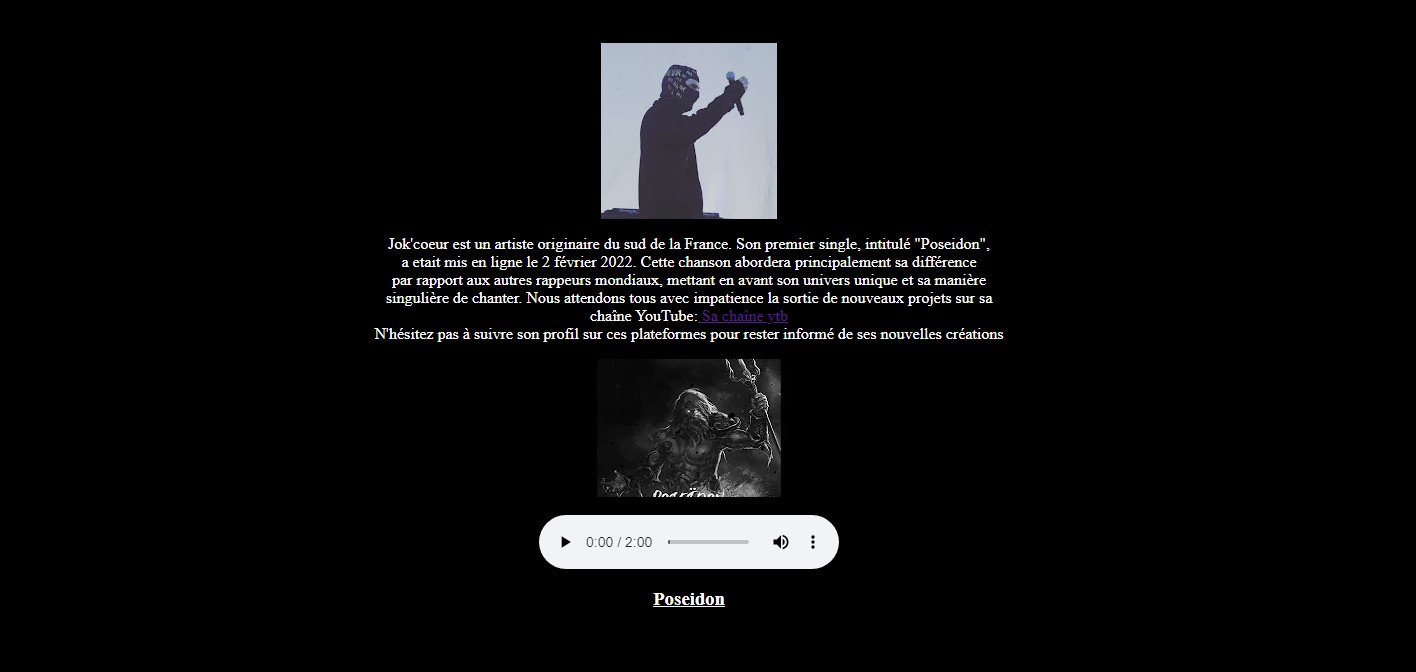 Jok'coeur est un artiste originaire du sud de la France. Son premier single, intitulé "Poseidon",
a etait mis en ligne le 2 février 2022. Cette chanson abordera principalement sa différence
par rapport aux autres rappeurs mondiaux, mettant en avant son univers unique et sa manière
singulière de chanter. Nous attendons tous avec impatience la sortie de nouveaux projets sur sa
chaîne YouTube: Sa chaîne ytb
N'hésitez pas à suivre son profil sur ces plateformes pour rester informé de ses nouvelles créations
0:00 / 2:00
Poseidon